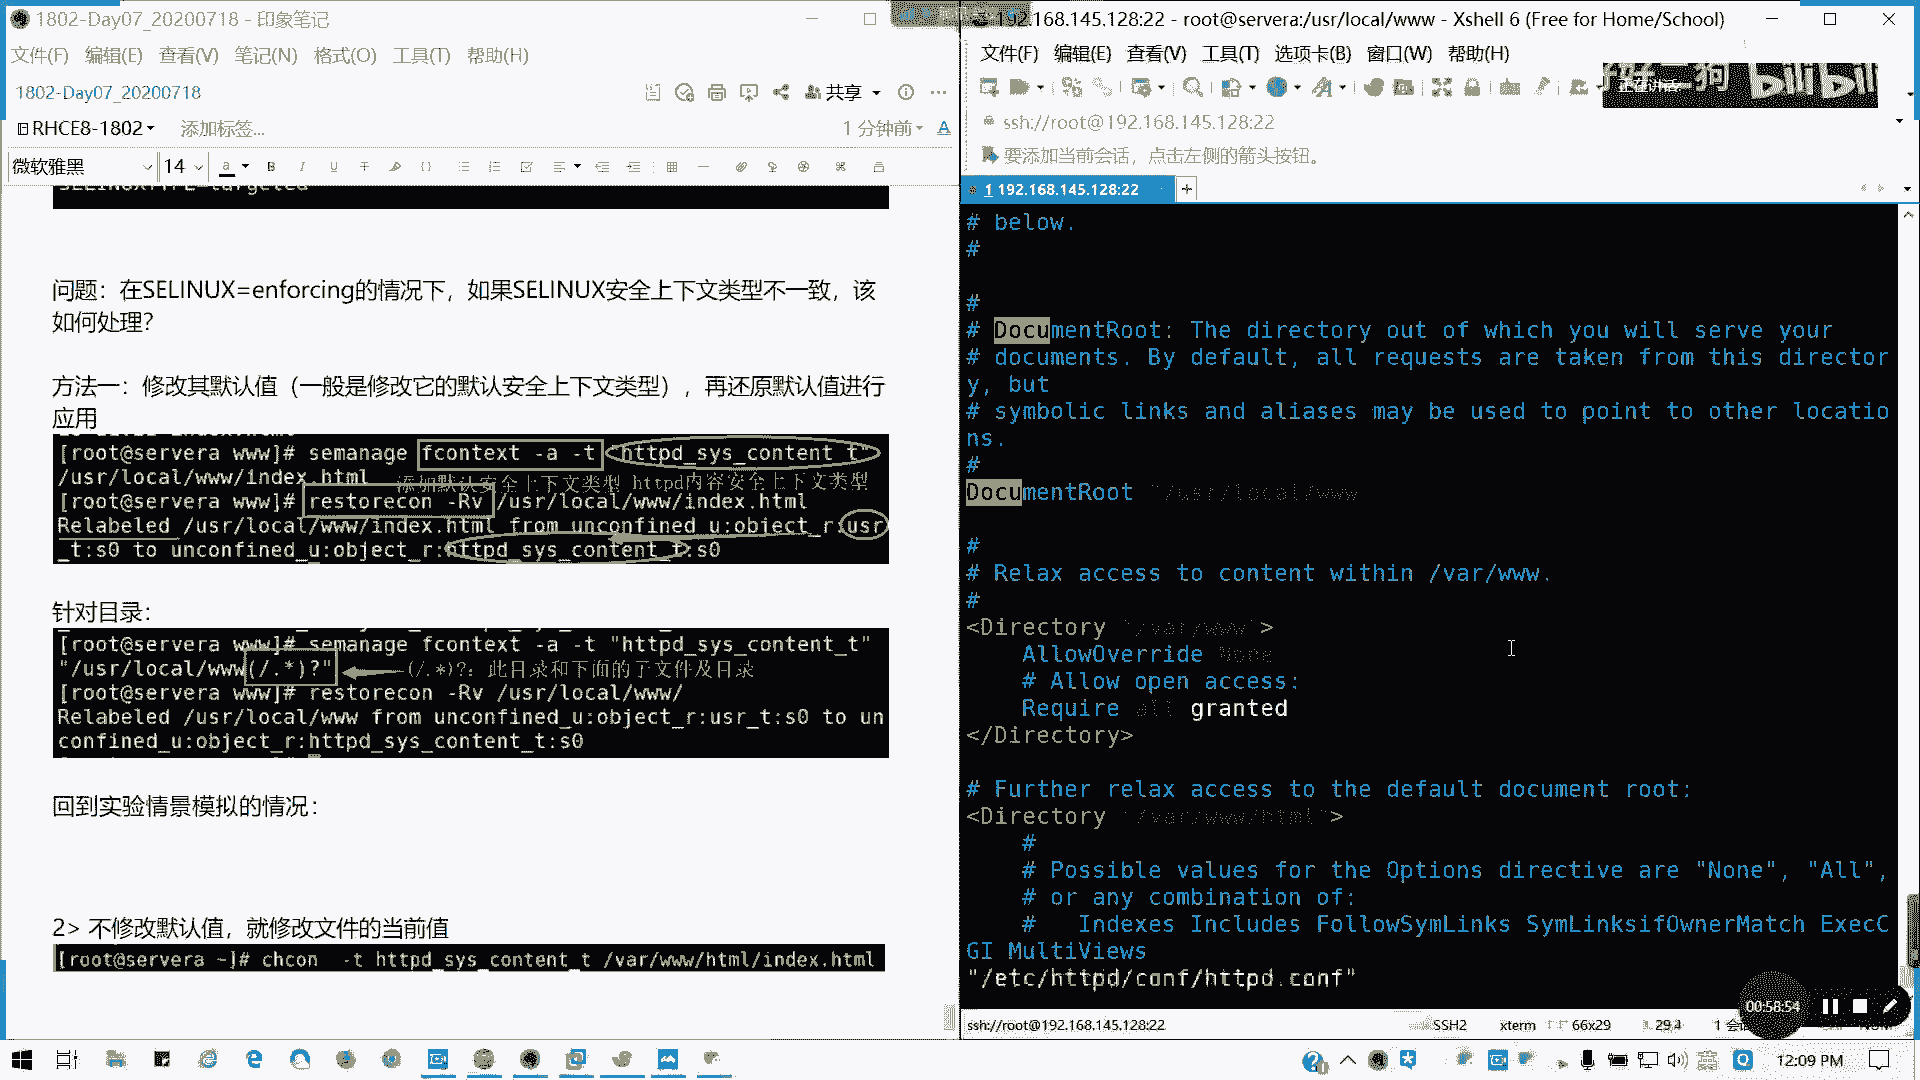 1802-Day07_20200718 - 印象笔记
文件(F) 编辑(E) 查看(V) 笔记(N) 格式(O) 工具(T) 帮助(H)
1802-Day07_20200718
共享
RHCE8-1802 添加标签...
1 分钟前
微软雅黑 14
SELINUXTYPE=targeted
问题：在SELINUX=enforcing的情况下，如果SELINUX安全上下文类型不一致，该
如何处理？
方法一：修改其默认值（一般是修改它的默认安全上下文类型），再还原默认值进行
应用
[root@servera www]# semanage fcontext -a -t "httpd_sys_content_t"
/usr/local/www/index.html 添加默认安全上下文类型 httpd内容安全上下文类型
[root@servera www]# restorecon -Rv /usr/local/www/index.html
Relabeled /usr/local/www/index.html from unconfined_u:object_r:usr
_t:s0 to unconfined_u:object_r:httpd_sys_content_t:s0
针对目录：
[root@servera www]# semanage fcontext -a -t "httpd_sys_content_t"
"/usr/local/www(/.*)?" (/.*)?：此目录和下面的子文件及目录
[root@servera www]# restorecon -Rv /usr/local/www/
Relabeled /usr/local/www from unconfined_u:object_r:usr_t:s0 to un
confined_u:object_r:httpd_sys_content_t:s0
回到实验情景模拟的情况：
2> 不修改默认值，就修改文件的当前值
[root@servera ~]# chcon -t httpd_sys_content_t /var/www/html/index.html
192.168.145.128:22 - root@servera:/usr/local/www - Xshell 6 (Free for Home/School)
文件(F) 编辑(E) 查看(V) 工具(T) 选项卡(B) 窗口(W) 帮助(H)
bilibili
ssh://root@192.168.145.128:22
要添加当前会话，点击左侧的箭头按钮。
1 192.168.145.128:22
# below.
#
#
# DocumentRoot: The directory out of which you will serve your
# documents. By default, all requests are taken from this director
y, but
# symbolic links and aliases may be used to point to other locatio
ns.
#
DocumentRoot "/usr/local/www
#
# Relax access to content within /var/www.
#
<Directory "/var/www">
AllowOverride None
# Allow open access:
Require all granted
</Directory>
# Further relax access to the default document root:
<Directory "/var/www/html">
#
# Possible values for the Options directive are "None", "All",
# or any combination of:
#   Indexes Includes FollowSymLinks SymLinksifOwnerMatch ExecC
GI MultiViews
"/etc/httpd/conf/httpd.conf"
00:58:54
ssh://root@192.168.145.128:22 SSH2 xterm 66x29 29,4
12:09 PM